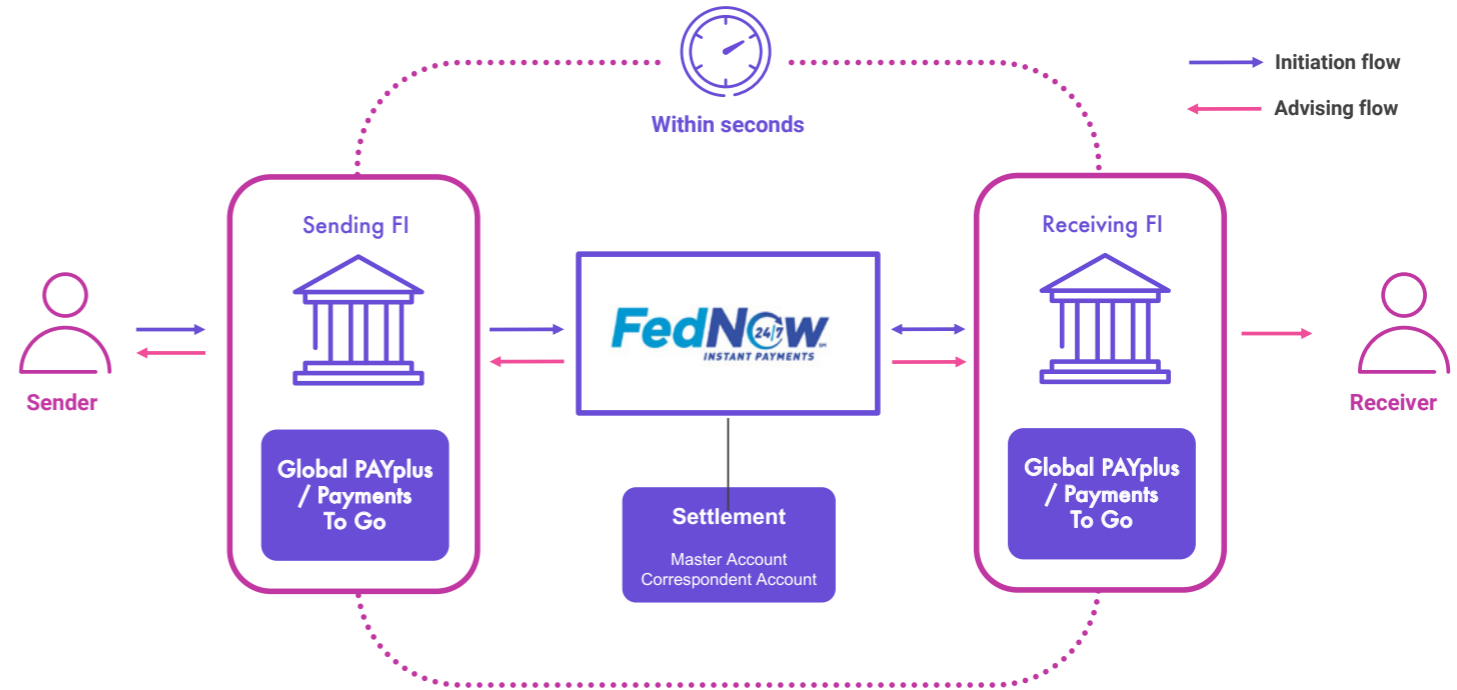 Within seconds
Initiation flow
Advising flow
Sending FI
Receiving FI
FedNow
24/7
SM
INSTANT PAYMENTS
Sender
Receiver
Global PAYplus
/ Payments
To Go
Settlement
Master Account
Correspondent Account
Global PAYplus
/ Payments
To Go